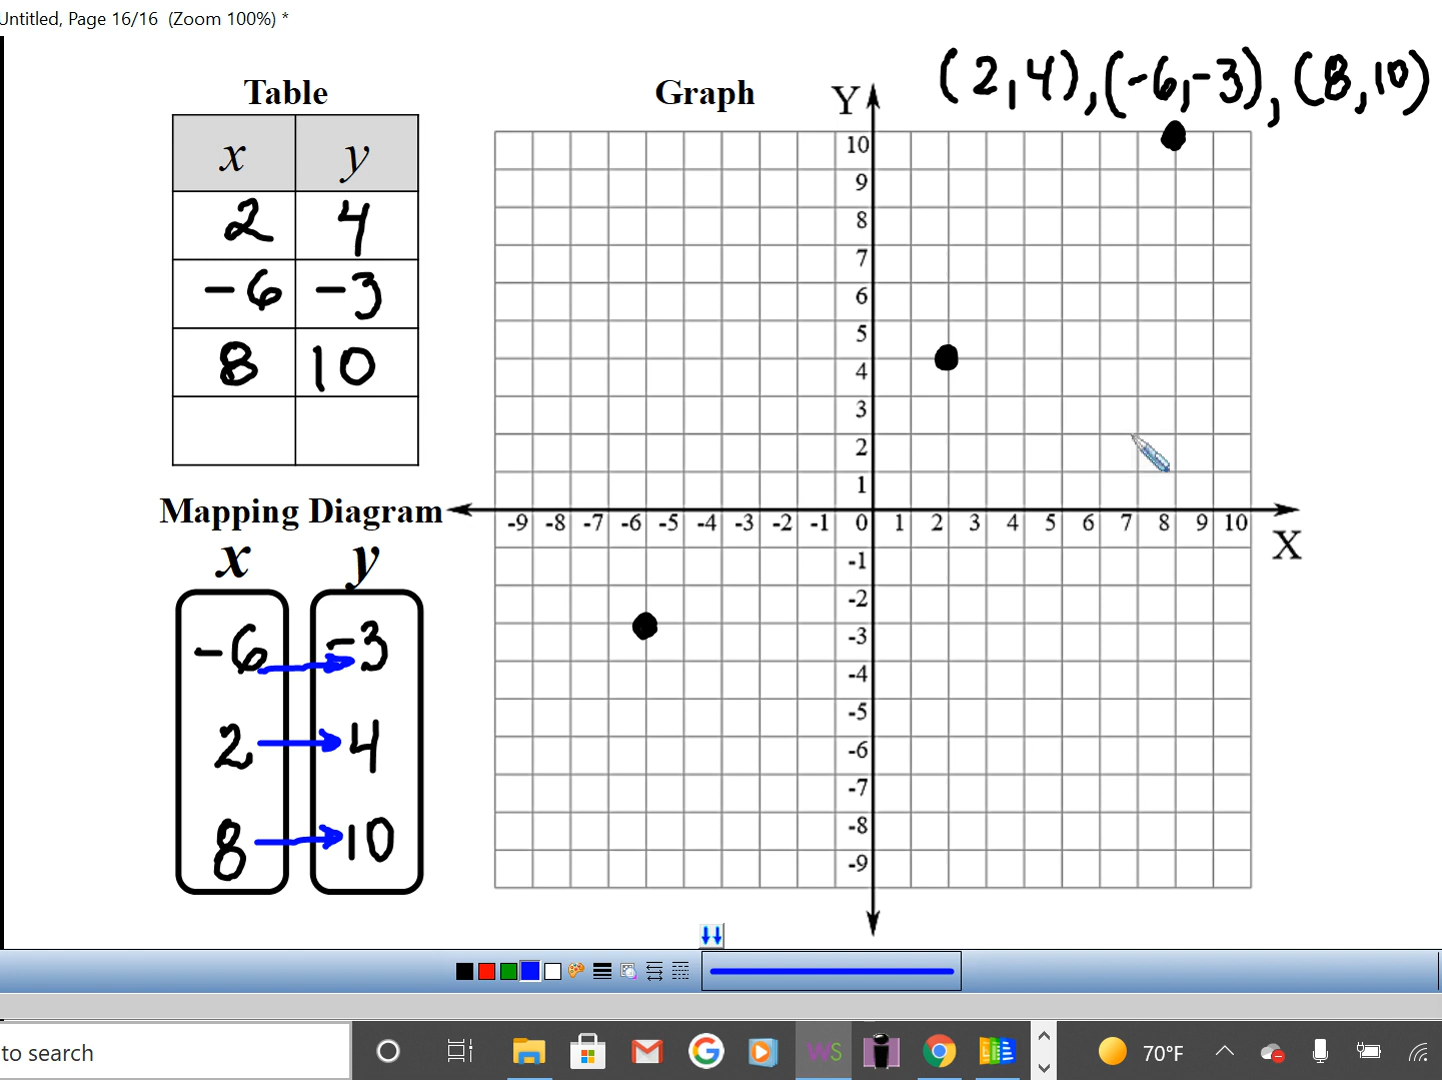 Untitled, Page 16/16 (Zoom 100%) *
(2,4),(-6,-3),(8,10)
Table
Graph
Y
x y
2 4
-6 -3
8 10
10
9
8
7
6
5
4
3
2
1
Mapping Diagram
-9 -8 -7 -6 -5 -4 -3 -2 -1 0 1 2 3 4 5 6 7 8 9 10
X
-1
-2
-3
-4
-5
-6
-7
-8
-9
x y
-6 -3
2 4
8 10
to search
WS
70°F